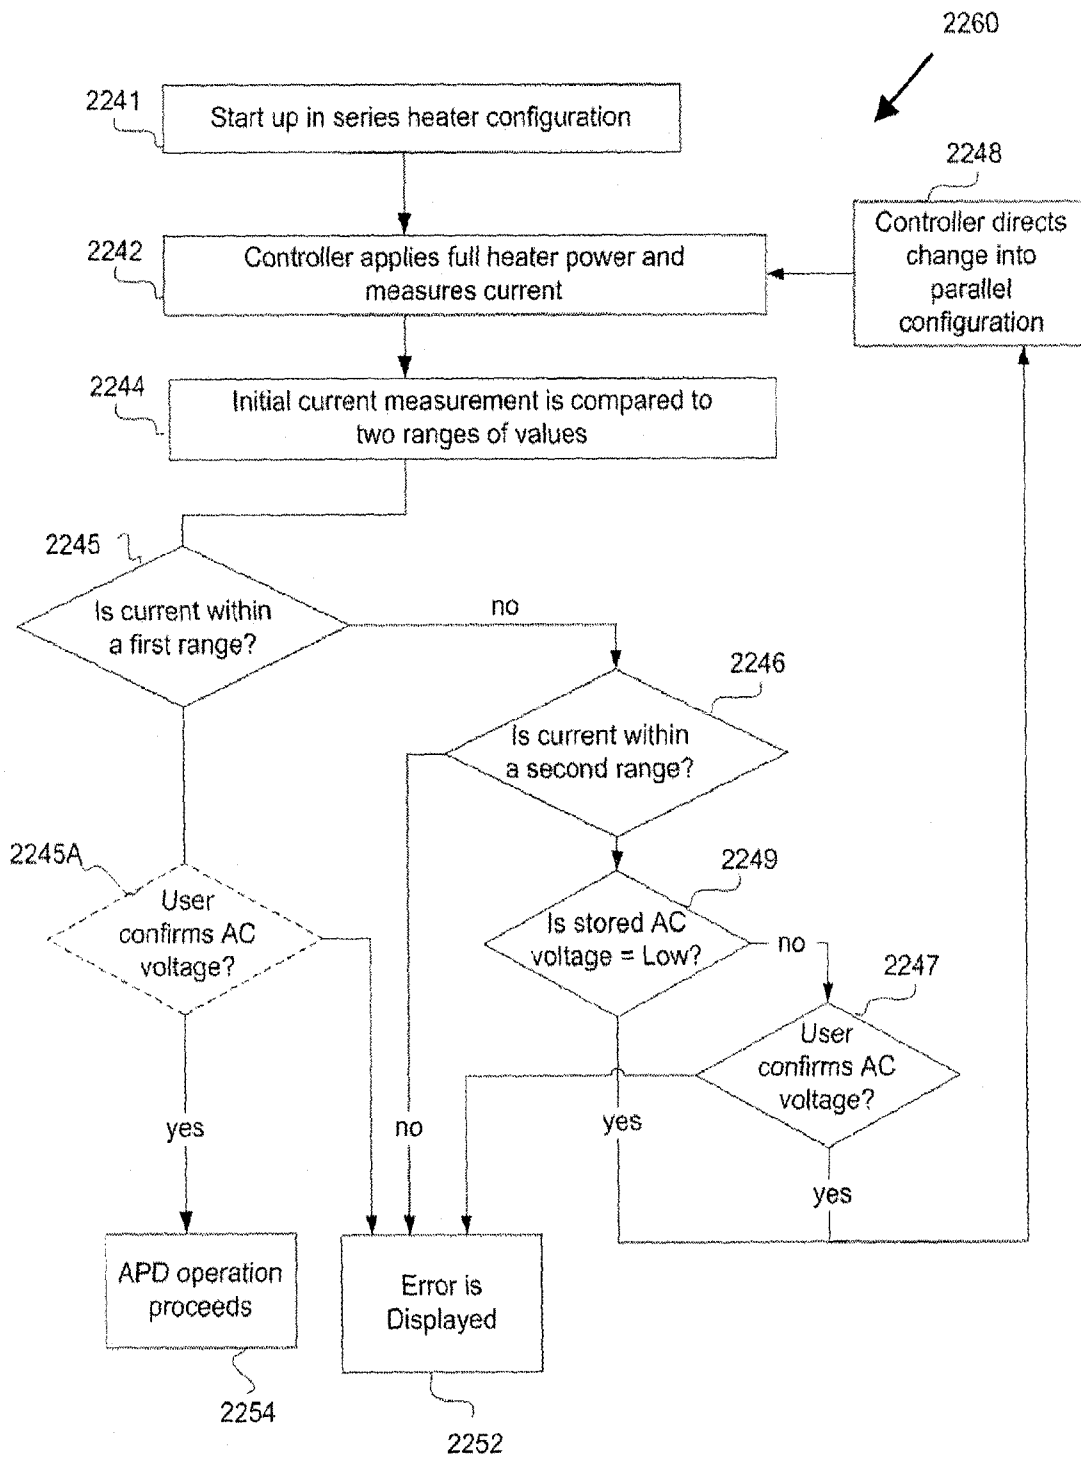 2260
2241
Start up in series heater configuration
2248
Controller directs
change into
parallel
configuration
2242
Controller applies full heater power and
measures current
2244
Initial current measurement is compared to
two ranges of values
2245
Is current within
a first range?
no
2246
Is current within
a second range?
2245A
User
confirms AC
voltage?
2249
Is stored AC
voltage = Low?
no
2247
User
confirms AC
voltage?
yes
no
yes
yes
APD operation
proceeds
Error is
Displayed
2254
2252